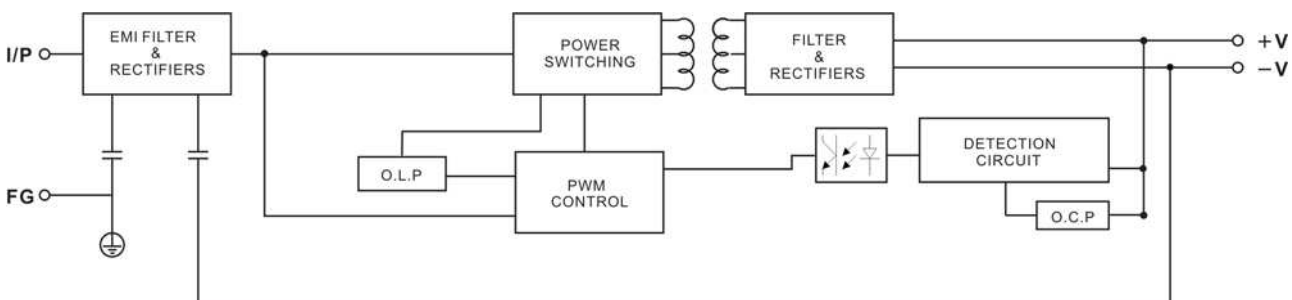 I/P
EMI FILTER
&
RECTIFIERS
POWER
SWITCHING
FILTER
&
RECTIFIERS
+V
−V
O.L.P
PWM
CONTROL
DETECTION
CIRCUIT
O.C.P
FG